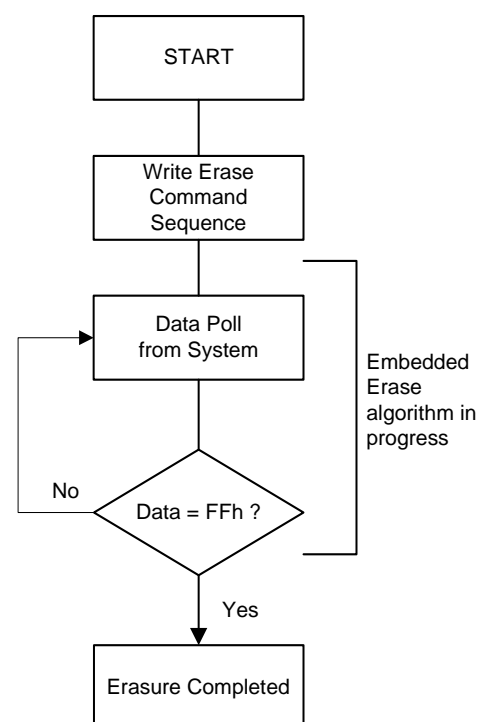 START
Write Erase
Command
Sequence
Data Poll
from System
Embedded
Erase
algorithm in
progress
No
Data = FFh ?
Yes
Erasure Completed